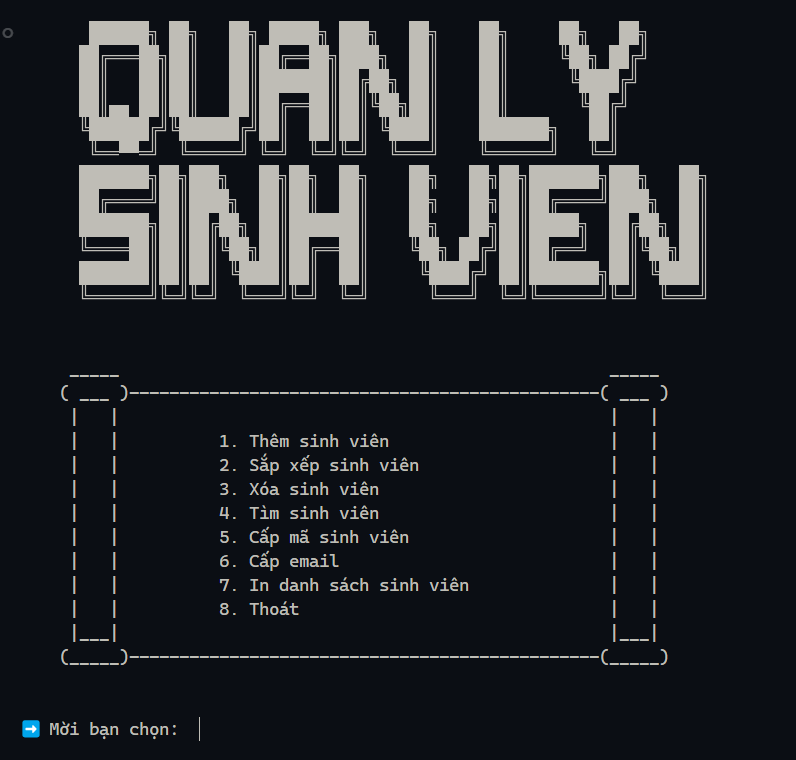 QUAN LY
SINH VIEN
1. Thêm sinh viên
2. Sắp xếp sinh viên
3. Xóa sinh viên
4. Tìm sinh viên
5. Cấp mã sinh viên
6. Cấp email
7. In danh sách sinh viên
8. Thoát
➡️ Mời bạn chọn: